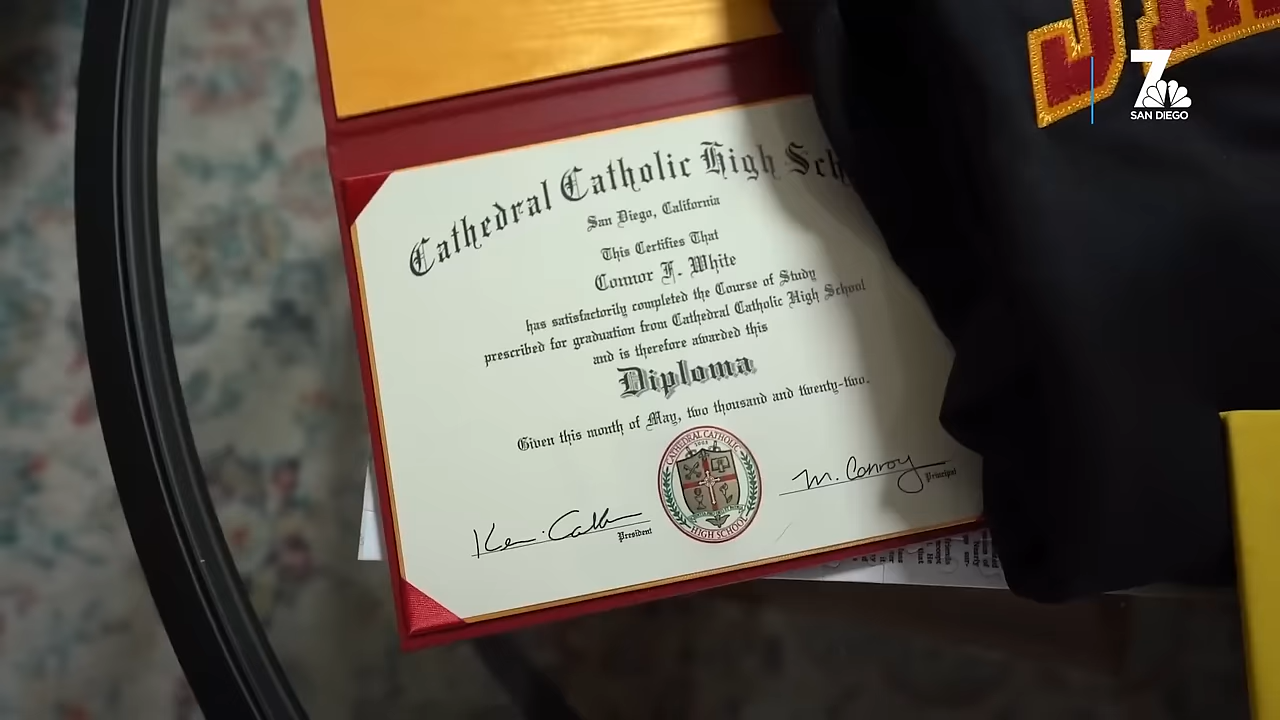 7
SAN DIEGO
Cathedral Catholic High Sch
San Diego, California
This Certifies That
Connor F. White
has satisfactorily completed the Course of Study
prescribed for graduation from Cathedral Catholic High School
and is therefore awarded this
Diploma
Given this month of May, two thousand and twenty-two.
CATHEDRAL CATHOLIC
HIGH SCHOOL
M. Conroy
Principal
President